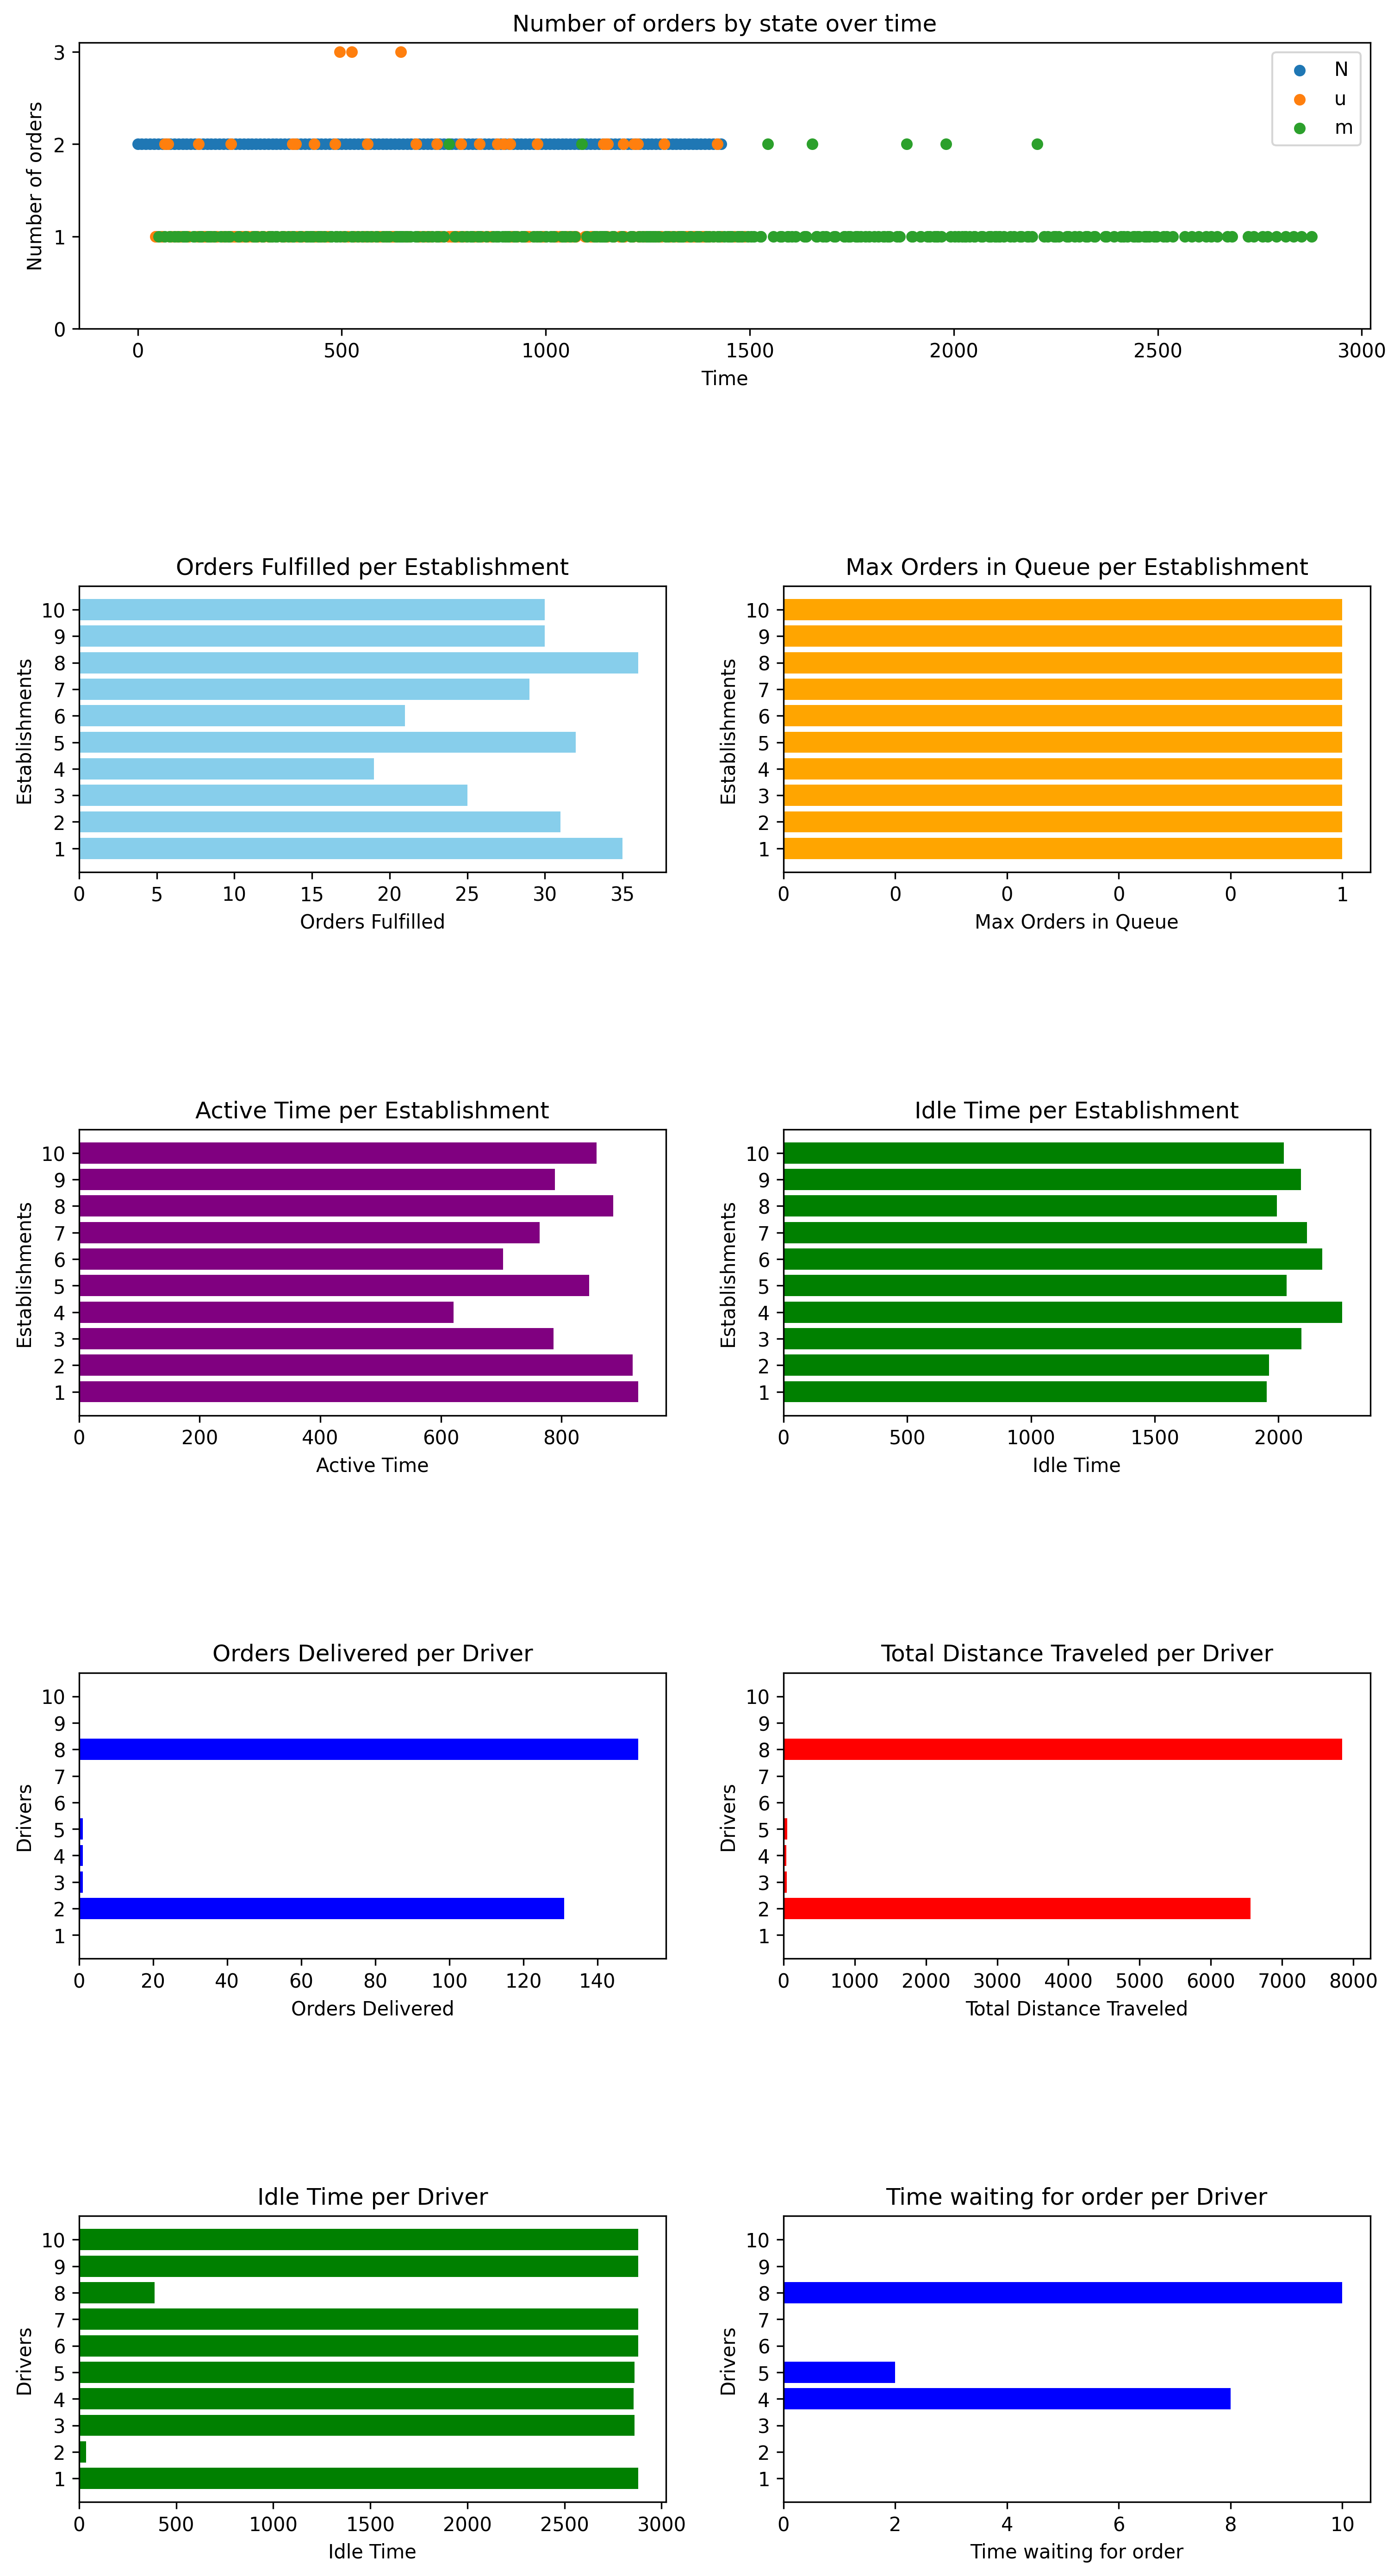 Number of orders by state over time
3
2
1
0
Number of orders
N
u
m
0 500 1000 1500 2000 2500 3000
Time
Orders Fulfilled per Establishment
10
9
8
7
6
5
4
3
2
1
Establishments
0 5 10 15 20 25 30 35
Orders Fulfilled
Max Orders in Queue per Establishment
10
9
8
7
6
5
4
3
2
1
Establishments
0 0 0 0 0 1
Max Orders in Queue
Active Time per Establishment
10
9
8
7
6
5
4
3
2
1
Establishments
0 200 400 600 800
Active Time
Idle Time per Establishment
10
9
8
7
6
5
4
3
2
1
Establishments
0 500 1000 1500 2000
Idle Time
Orders Delivered per Driver
10
9
8
7
6
5
4
3
2
1
Drivers
0 20 40 60 80 100 120 140
Orders Delivered
Total Distance Traveled per Driver
10
9
8
7
6
5
4
3
2
1
Drivers
0 1000 2000 3000 4000 5000 6000 7000 8000
Total Distance Traveled
Idle Time per Driver
10
9
8
7
6
5
4
3
2
1
Drivers
0 500 1000 1500 2000 2500 3000
Idle Time
Time waiting for order per Driver
10
9
8
7
6
5
4
3
2
1
Drivers
0 2 4 6 8 10
Time waiting for order